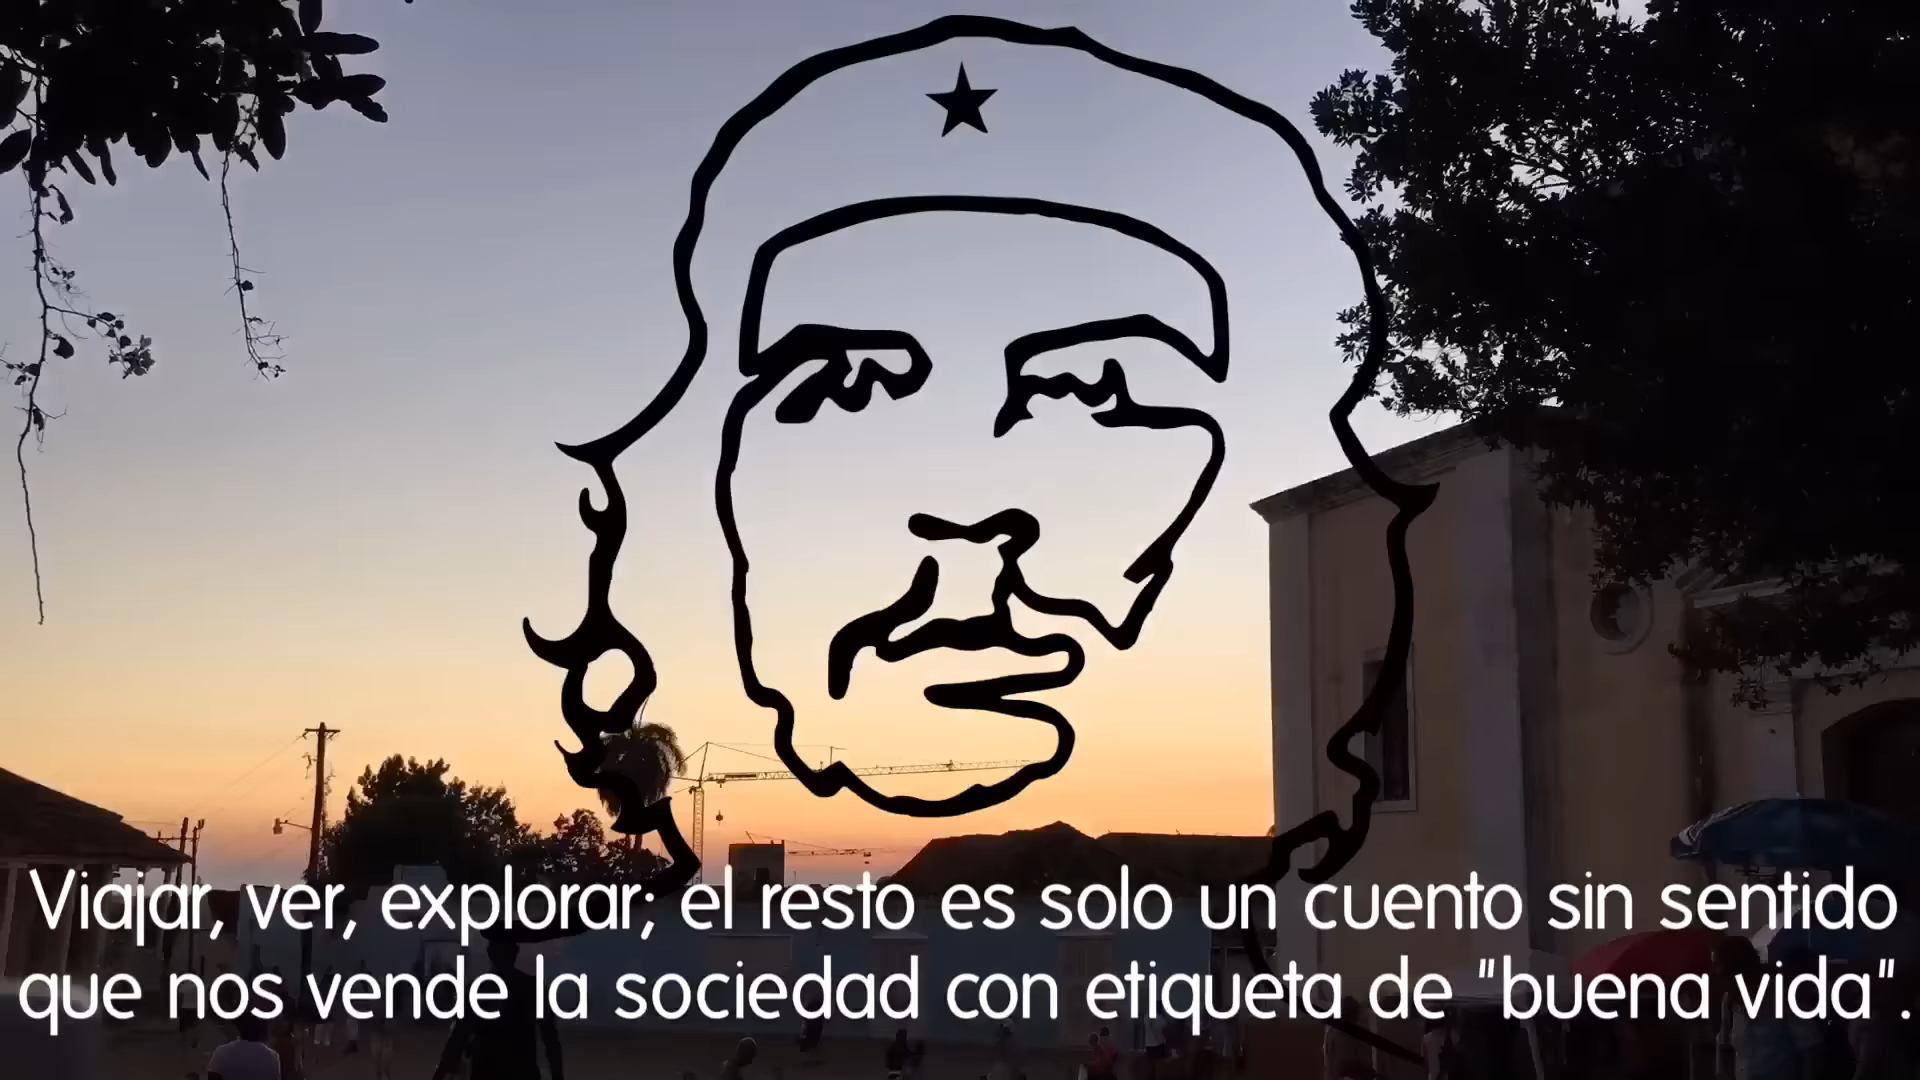 Viajar, ver, explorar; el resto es solo un cuento sin sentido
que nos vende la sociedad con etiqueta de "buena vida".